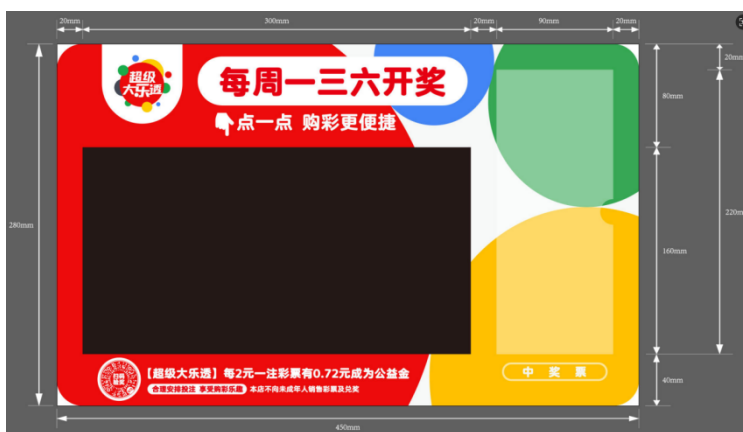 20mm
300mm
20mm
90mm
20mm
超级
大乐透
每周一三六开奖
点一点 购彩更便捷
20mm
80mm
280mm
220mm
160mm
扫码
【超级大乐透】每2元一注彩票有0.72元成为公益金
合理安排投注 享受购彩乐趣 本店不向未成年人销售彩票及兑奖
中奖票
40mm
450mm